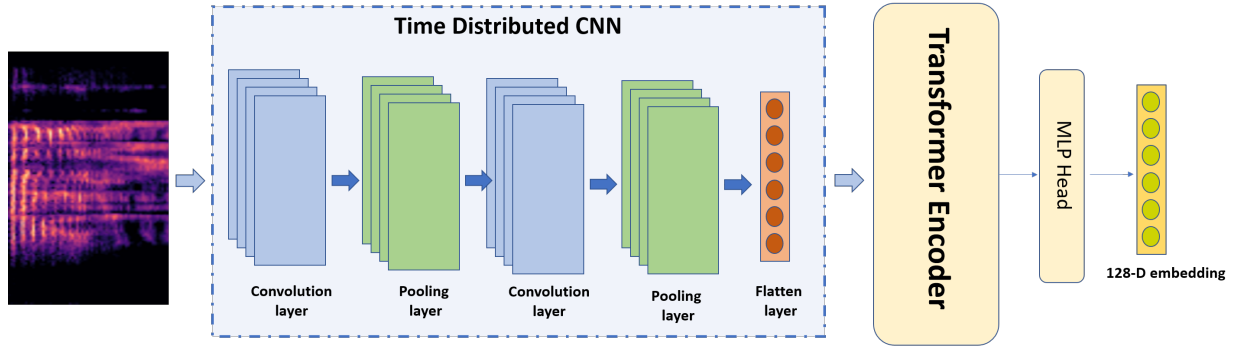 Time Distributed CNN
Convolution
layer
Pooling layer
Convolution
layer
Pooling
layer
Flatten
layer
Transformer Encoder
MLP Head
128-D embedding